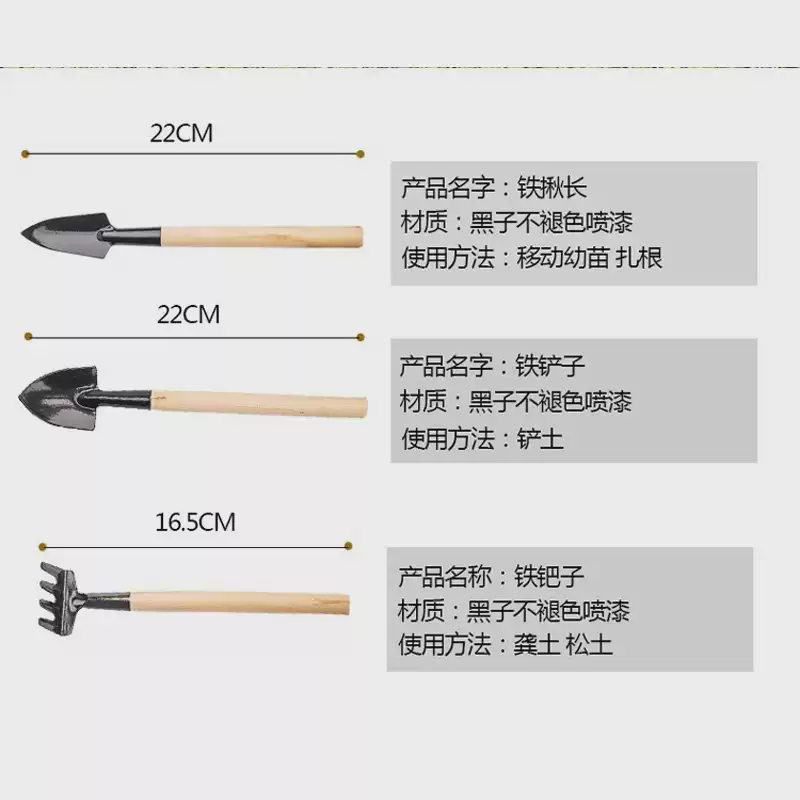 22CM
产品名字：铁揪长
材质：黑子不褪色喷漆
使用方法：移动幼苗 扎根
22CM
产品名字：铁铲子
材质：黑子不褪色喷漆
使用方法：铲土
16.5CM
产品名称：铁钯子
材质：黑子不褪色喷漆
使用方法：龚土 松土